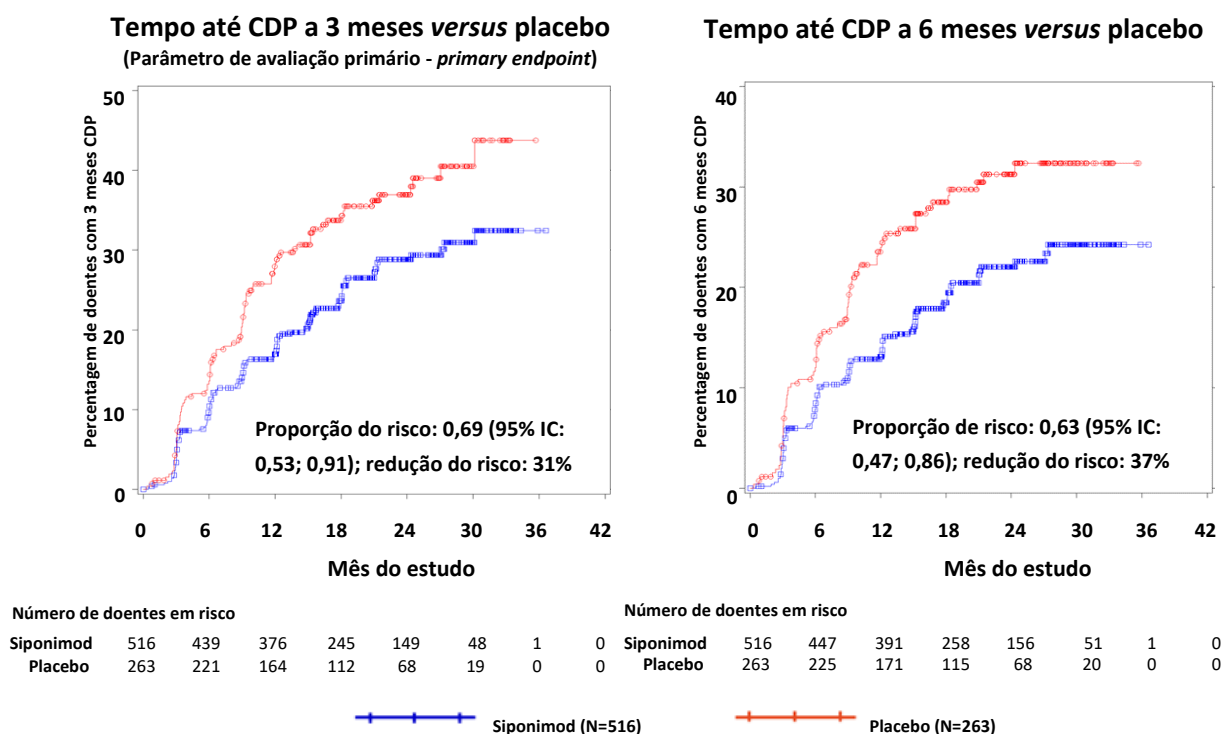 Tempo até CDP a 3 meses versus placebo
(Parâmetro de avaliação primário - primary endpoint)
Percentagem de doentes com 3 meses CDP
50
40
30
20
10
0
Proporção do risco: 0,69 (95% IC:
0,53; 0,91); redução do risco: 31%
0 6 12 18 24 30 36 42
Mês do estudo
Número de doentes em risco
Siponimod 516 439 376 245 149 48 1 0
Placebo 263 221 164 112 68 19 0 0
Tempo até CDP a 6 meses versus placebo
Percentagem de doentes com 6 meses CDP
40
30
20
10
0
Proporção de risco: 0,63 (95% IC:
0,47; 0,86); redução do risco: 37%
0 6 12 18 24 30 36 42
Mês do estudo
Número de doentes em risco
Siponimod 516 447 391 258 156 51 1 0
Placebo 263 225 171 115 68 20 0 0
Siponimod (N=516)
Placebo (N=263)